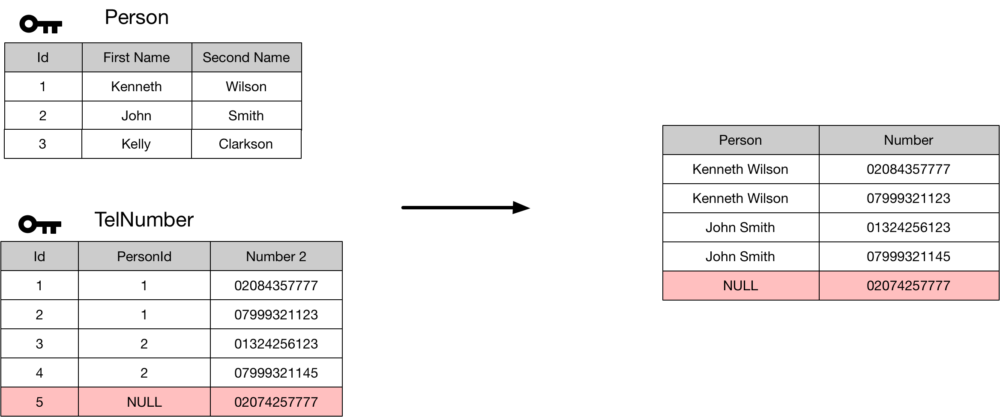 Person
Id First Name Second Name
1 Kenneth Wilson
2 John Smith
3 Kelly Clarkson
TelNumber
Id PersonId Number 2
1 1 02084357777
2 1 07999321123
3 2 01324256123
4 2 07999321145
5 NULL 02074257777
Person Number
Kenneth Wilson 02084357777
Kenneth Wilson 07999321123
John Smith 01324256123
John Smith 07999321145
NULL 02074257777